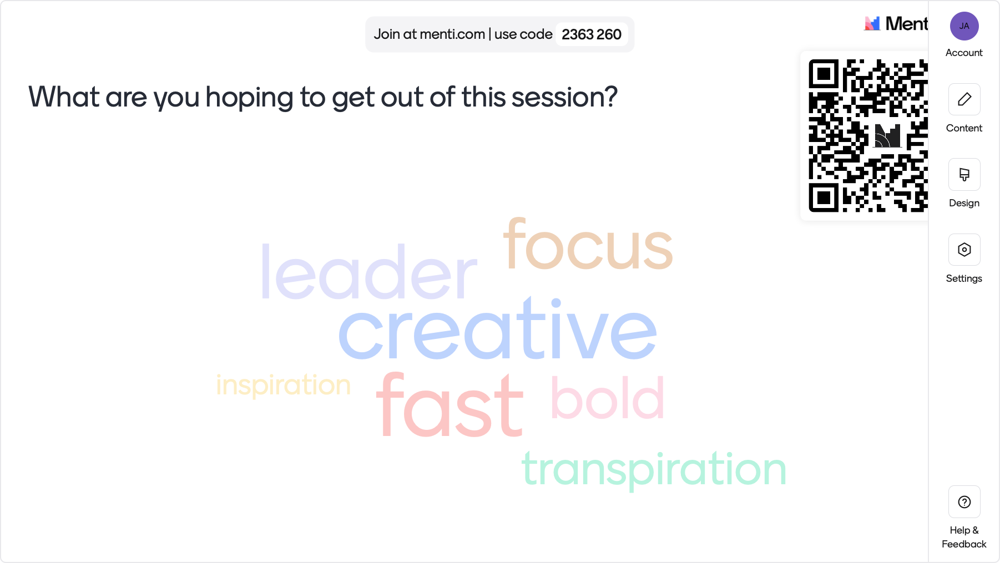 Join at menti.com | use code 2363 260
Ment
JA
Account
What are you hoping to get out of this session?
Content
Design
focus
leader
Settings
creative
inspiration
fast
bold
transpiration
Help &
Feedback